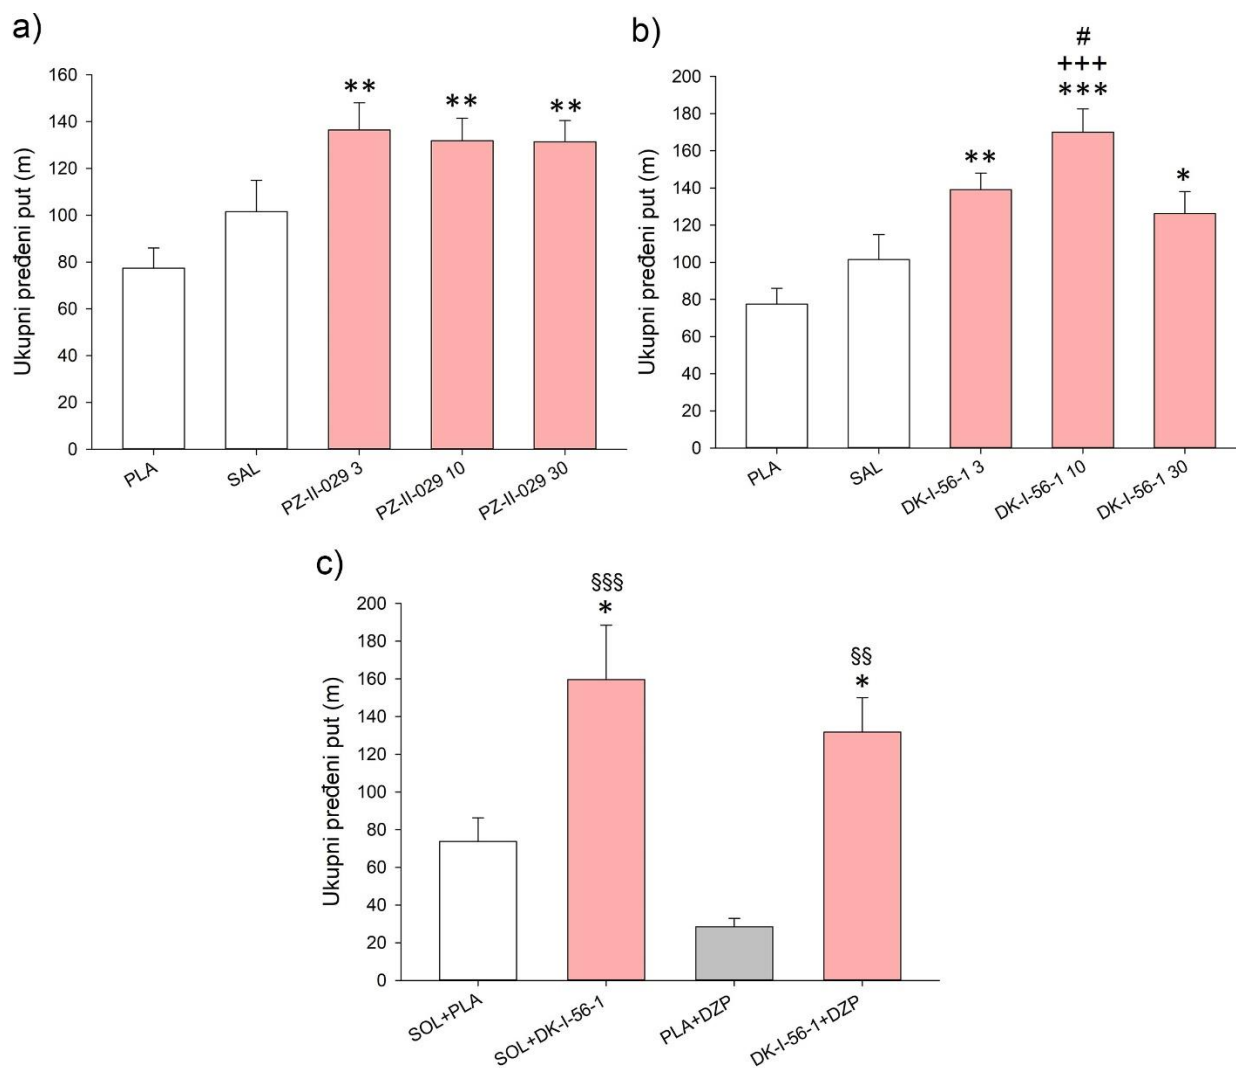 a)
Ukupni pređeni put (m)
160
140
120
100
80
60
40
20
0
**
**
**
PLA
SAL
PZ-II-029 3
PZ-II-029 10
PZ-II-029 30
b)
Ukupni pređeni put (m)
200
180
160
140
120
100
80
60
40
20
0
**
#
+++
***
*
PLA
SAL
DK-I-56-1 3
DK-I-56-1 10
DK-I-56-1 30
c)
Ukupni pređeni put (m)
200
180
160
140
120
100
80
60
40
20
0
§§§
*
§§
*
SOL+PLA
SOL+DK-I-56-1
PLA+DZP
DK-I-56-1+DZP